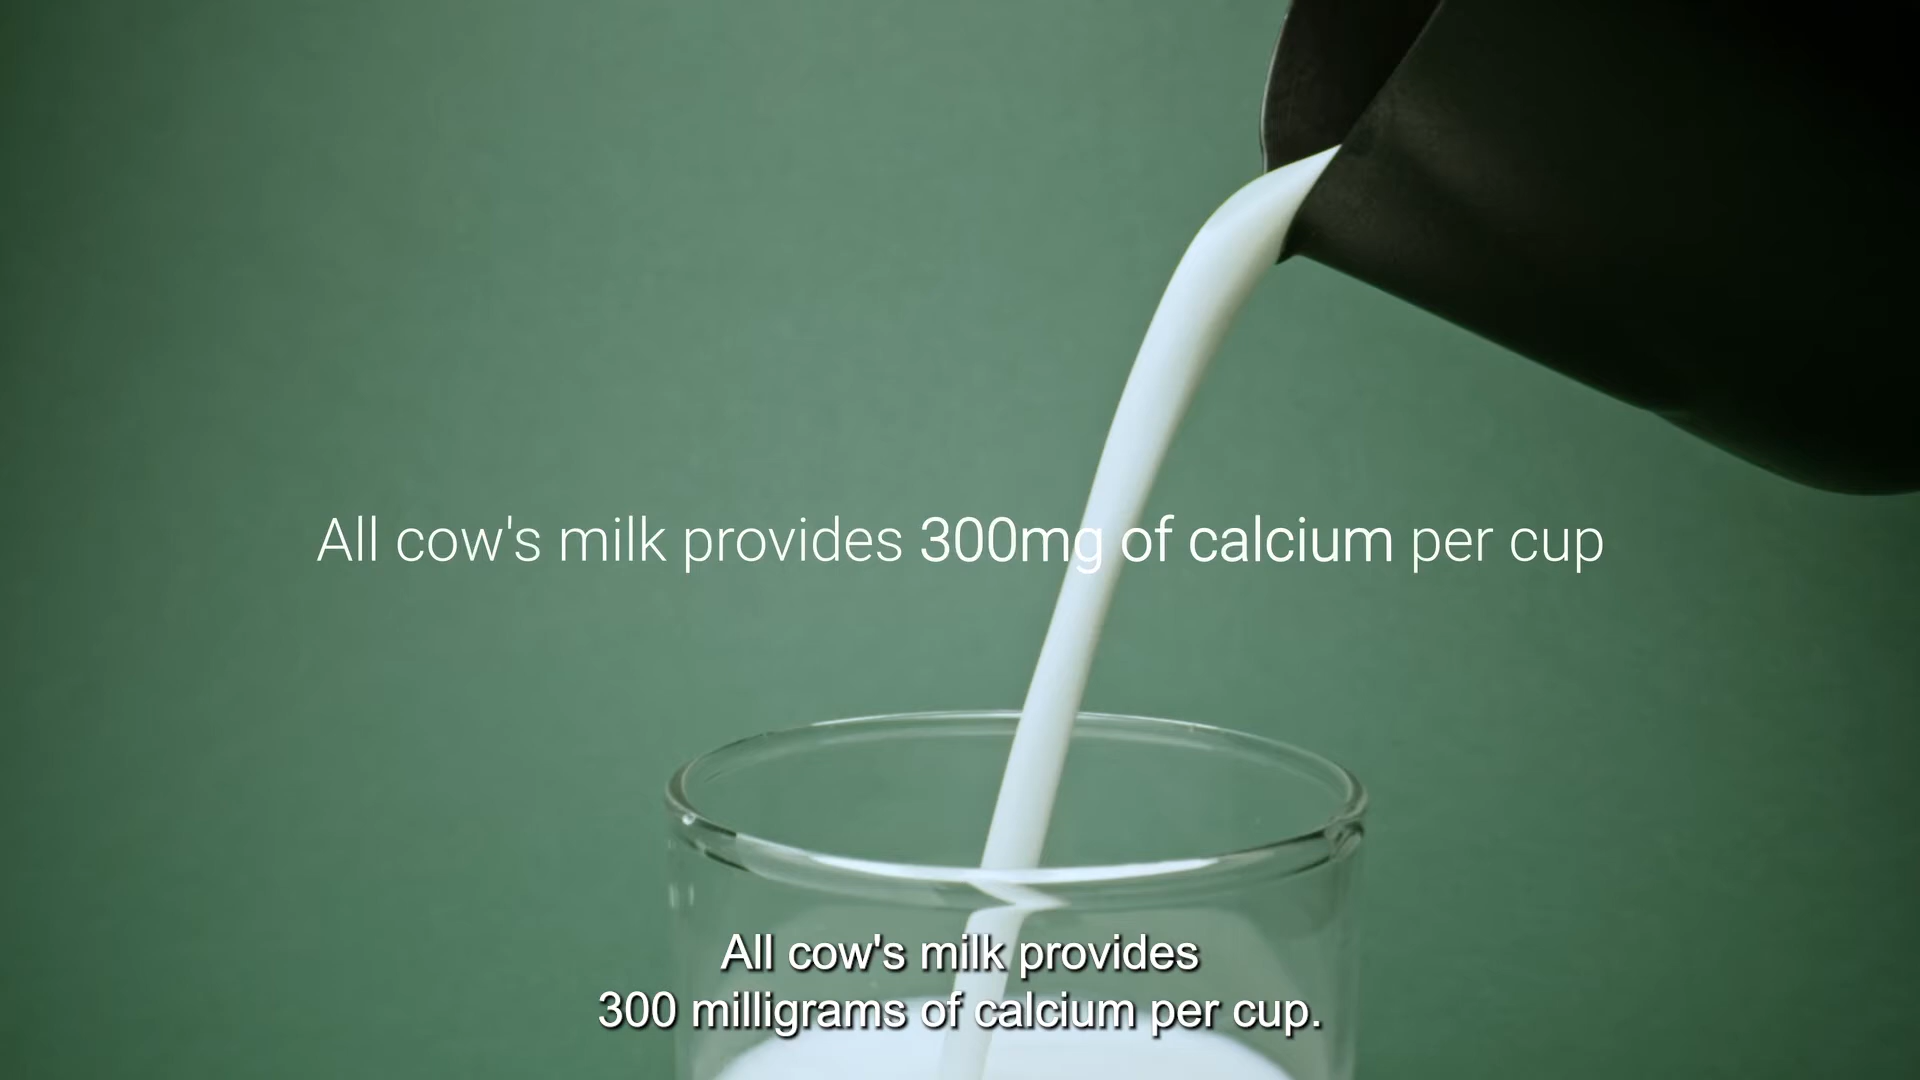 All cow's milk provides 300mg of calcium per cup
All cow's milk provides
300 milligrams of calcium per cup.